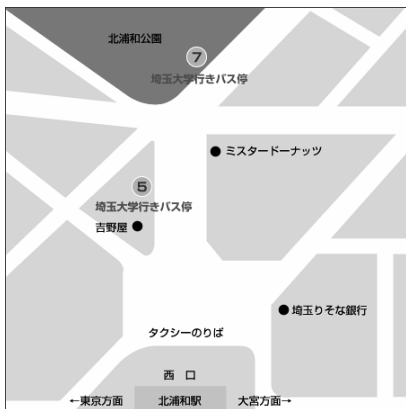 北浦和公園
7
埼玉大学行きバス停
ミスタードーナッツ
5
埼玉大学行きバス停
吉野屋
埼玉りそな銀行
タクシーのりば
西 口
←東京方面 北浦和駅 大宮方面→